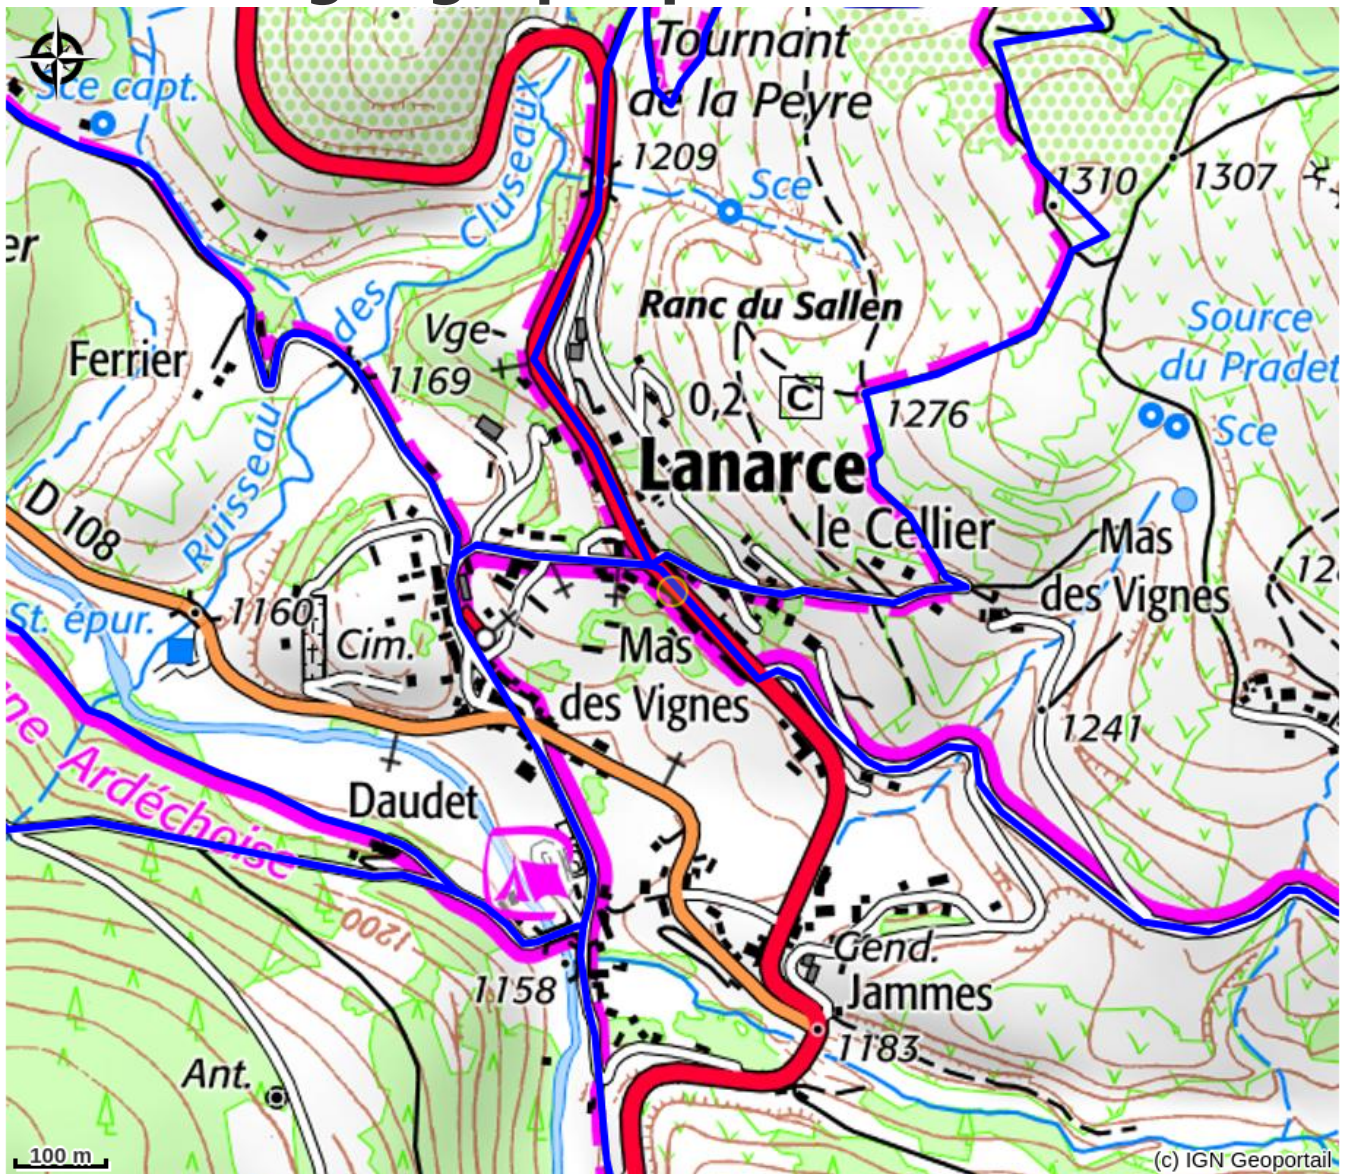 Tournant
de la Peyre
Sce capt.
1209
Sce
1310
1307
Cluseaux
er
Ranc du Sallen
des
Vge
Source
du Pradet
Ferrier
1169
0,2
C
1276
Sce
Lanarce
Ruisseau
D 108
le Cellier
Mas
des Vignes
St. épur.
1160
Cim.
Mas
des Vignes
1241
Ardéchoise
Daudet
1200
Gend.
Jammes
1158
1183
Ant.
100 m
(c) IGN Geoportail